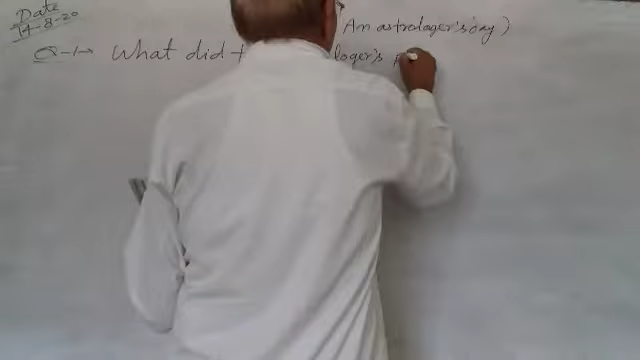 Date
14-8-20
An astrologer's day)
Q-1→ What did t loger's